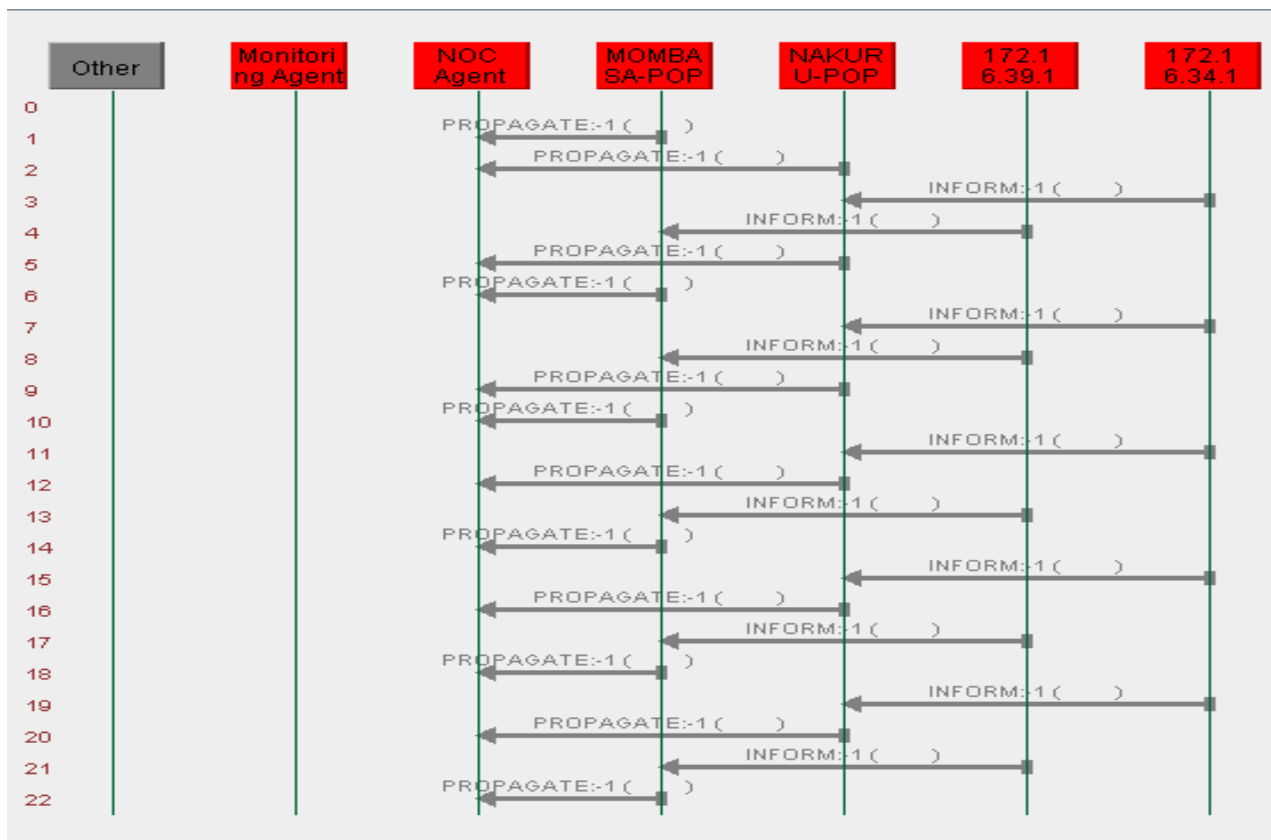 Other
Monitori
ng Agent
NOC
Agent
MOMBA
SA-POP
NAKUR
U-POP
172.1
6.39.1
172.1
6.34.1
0
PROPAGATE:-1 ( )
1
PROPAGATE:-1 ( )
2
INFORM:-1 ( )
3
INFORM:-1 ( )
4
PROPAGATE:-1 ( )
5
PROPAGATE:-1 ( )
6
INFORM:-1 ( )
7
INFORM:-1 ( )
8
PROPAGATE:-1 ( )
9
PROPAGATE:-1 ( )
10
INFORM:-1 ( )
11
PROPAGATE:-1 ( )
12
INFORM:-1 ( )
13
PROPAGATE:-1 ( )
14
INFORM:-1 ( )
15
PROPAGATE:-1 ( )
16
INFORM:-1 ( )
17
PROPAGATE:-1 ( )
18
INFORM:-1 ( )
19
PROPAGATE:-1 ( )
20
INFORM:-1 ( )
21
PROPAGATE:-1 ( )
22